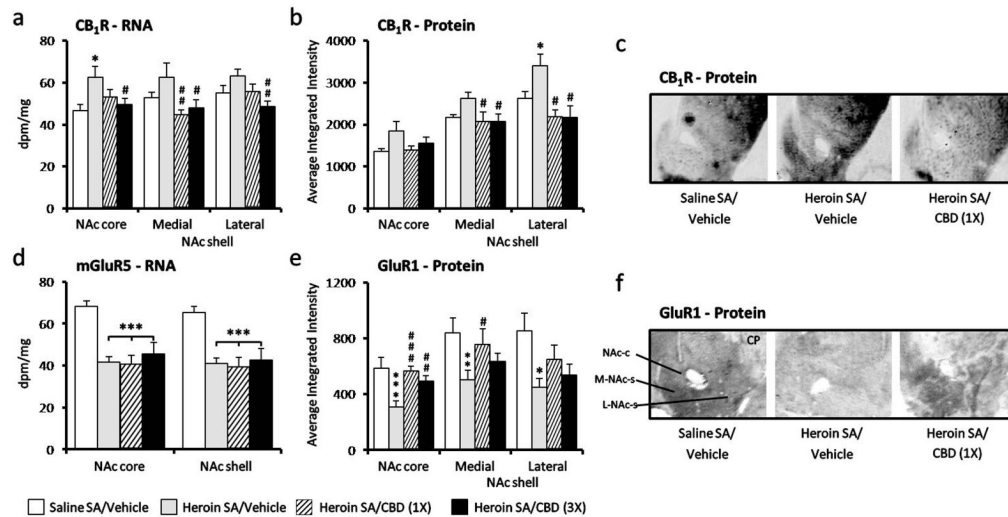 a
CB₁R - RNA
80
60
40
20
0
dpm/mg
*
#
# #
#
# #
NAc core
Medial
Lateral
NAc shell
b
CB₁R - Protein
4000
3000
2000
1000
0
Average Integrated Intensity
#
#
*
#
#
NAc core
Medial
Lateral
NAc shell
c
CB₁R - Protein
Saline SA/
Vehicle
Heroin SA/
Vehicle
Heroin SA/
CBD (1X)
d
mGluR5 - RNA
80
60
40
20
0
dpm/mg
***
***
NAc core
NAc shell
e
GluR1 - Protein
1200
800
400
0
Average Integrated Intensity
***
# # #
# #
**
#
*
NAc core
Medial
Lateral
NAc shell
f
GluR1 - Protein
CP
NAc-c
M-NAc-s
L-NAc-s
Saline SA/
Vehicle
Heroin SA/
Vehicle
Heroin SA/
CBD (1X)
Saline SA/Vehicle
Heroin SA/Vehicle
Heroin SA/CBD (1X)
Heroin SA/CBD (3X)